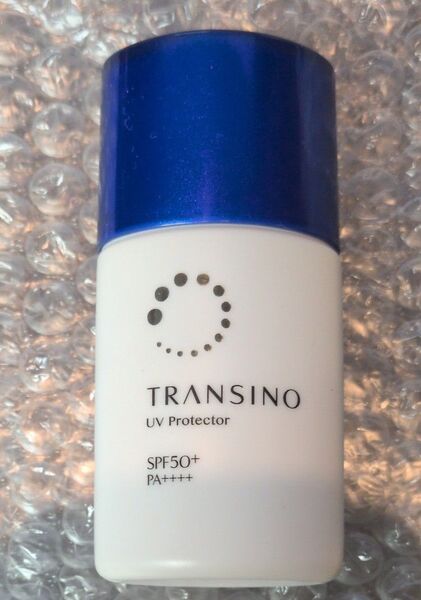 TRANSINO
UV Protector
SPF50+
PA++++